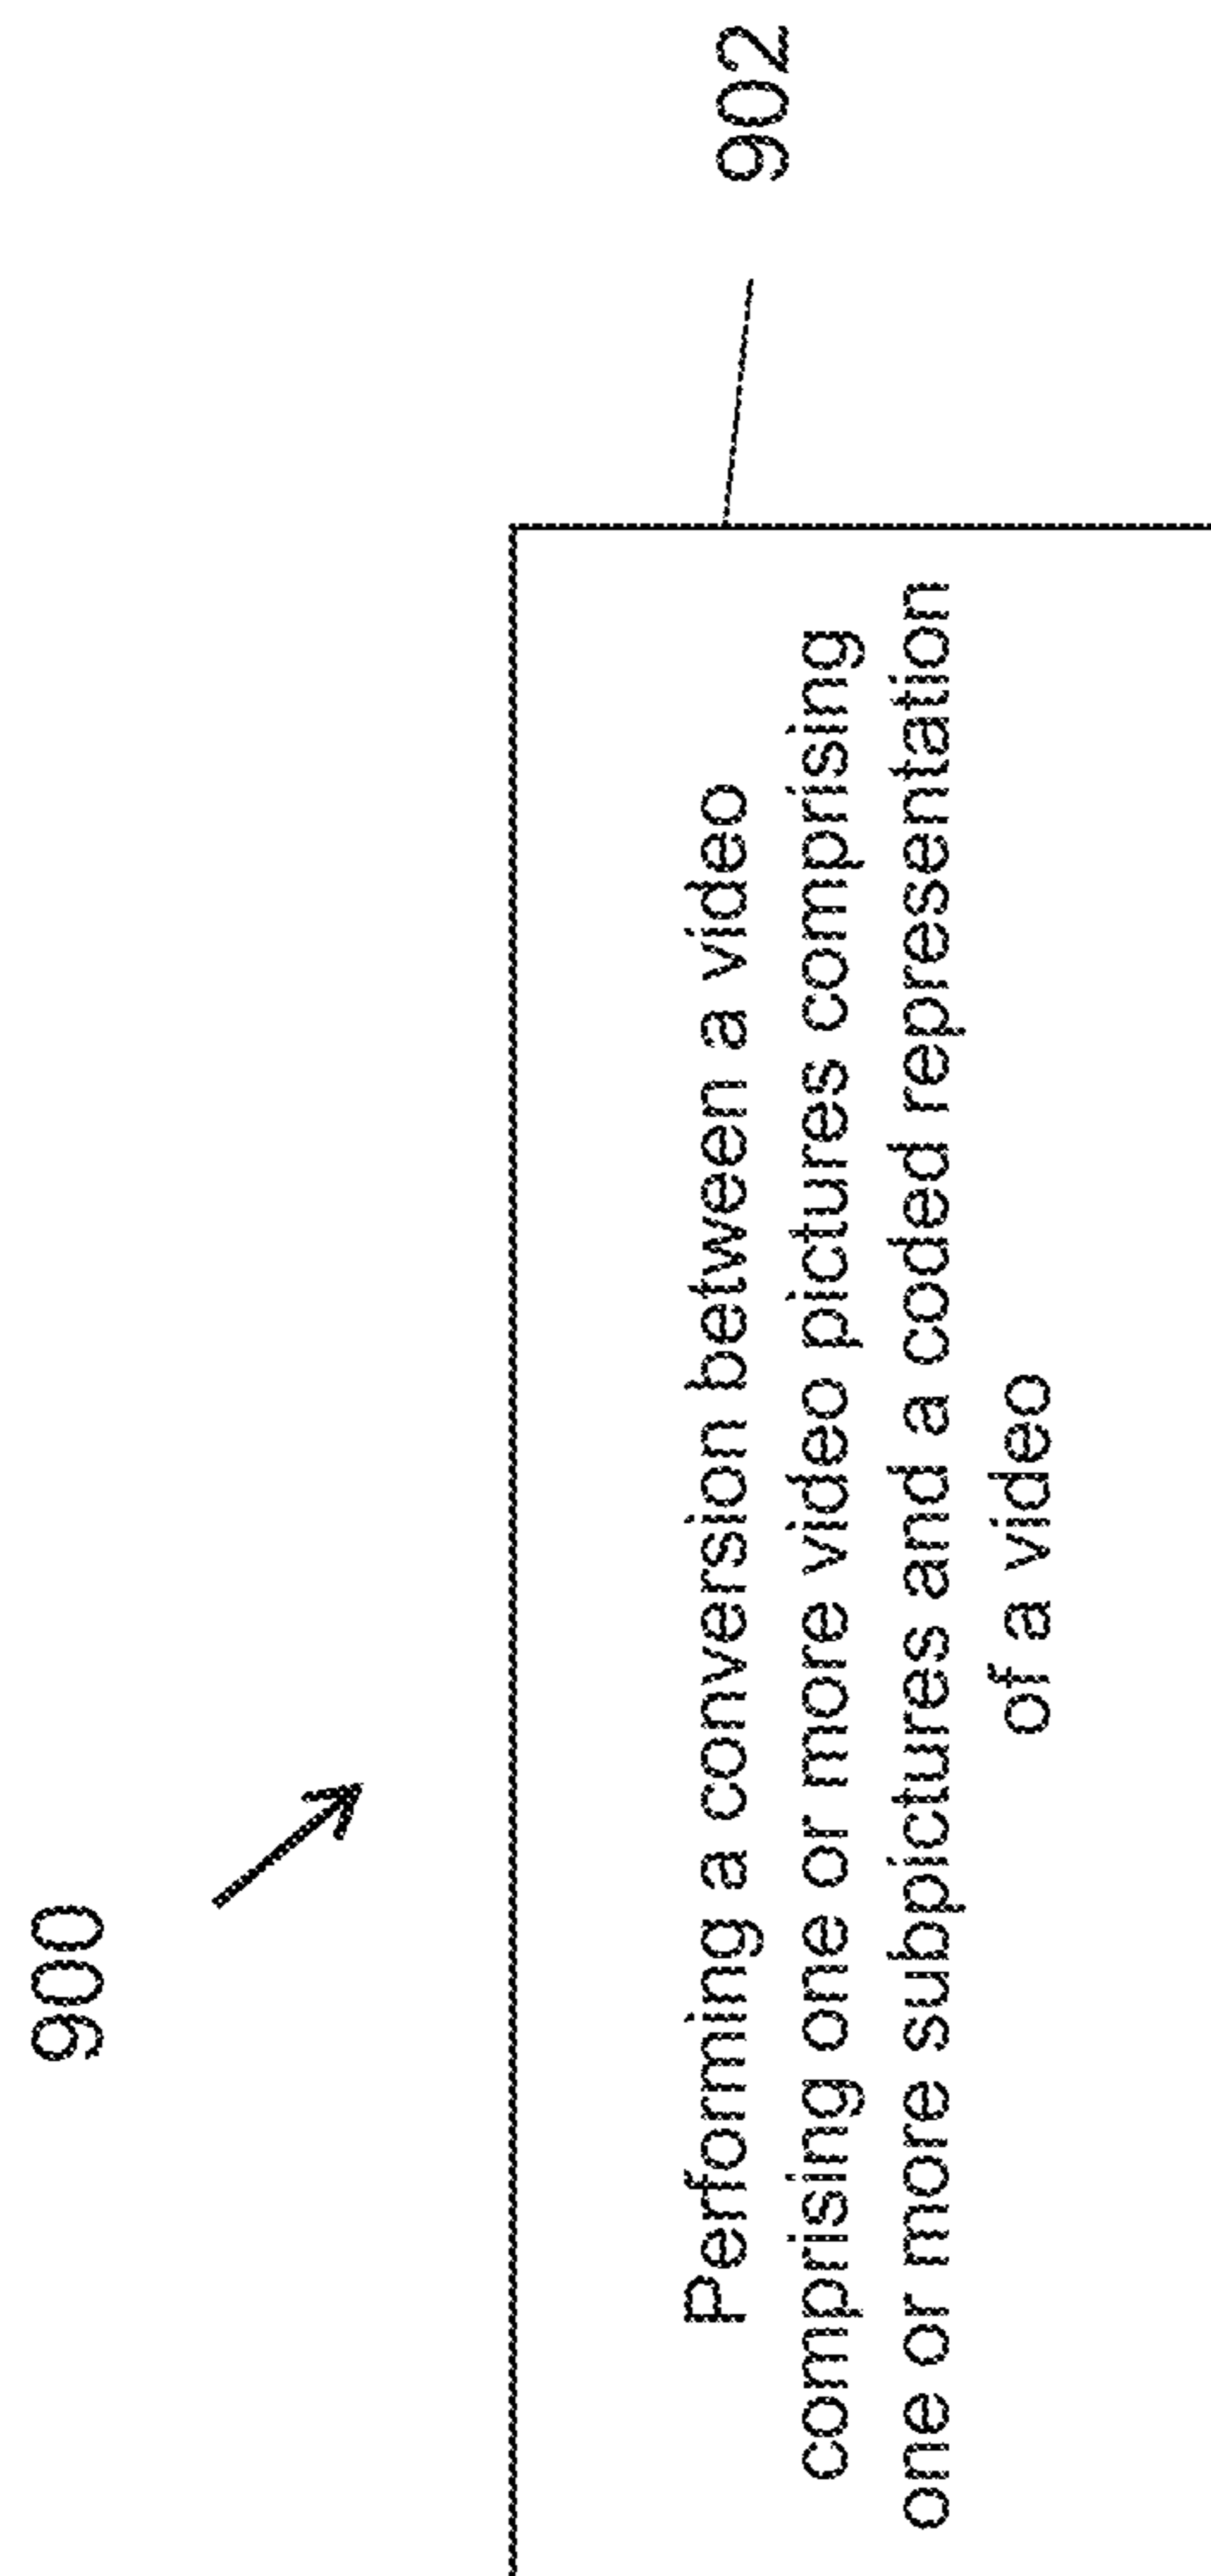 900
902
Performing a conversion between a video
comprising one or more video pictures comprising
one or more subpictures and a coded representation
of a video